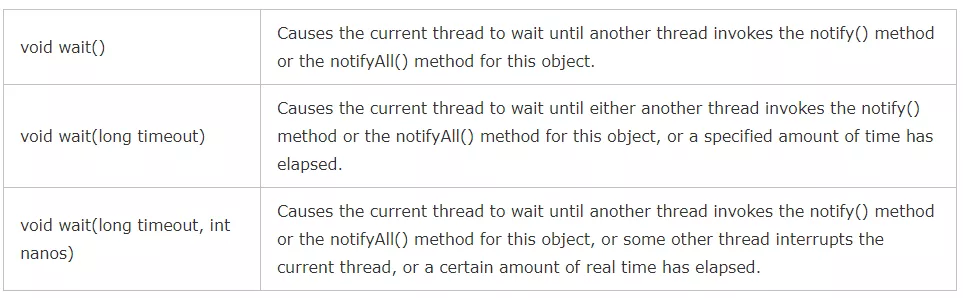 void wait()
Causes the current thread to wait until another thread invokes the notify() method
or the notifyAll() method for this object.
void wait(long timeout)
Causes the current thread to wait until either another thread invokes the notify()
method or the notifyAll() method for this object, or a specified amount of time has
elapsed.
void wait(long timeout, int
nanos)
Causes the current thread to wait until another thread invokes the notify() method
or the notifyAll() method for this object, or some other thread interrupts the
current thread, or a certain amount of real time has elapsed.